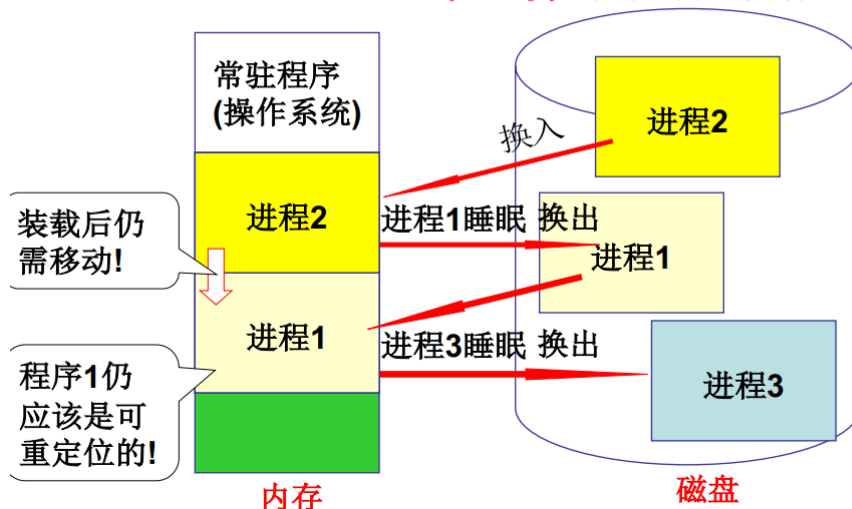 常驻程序
(操作系统)
进程2
换入
装载后仍
需移动!
进程2
进程1睡眠 换出
进程1
进程1
进程3睡眠 换出
程序1仍
应该是可
重定位的!
进程3
内存
磁盘